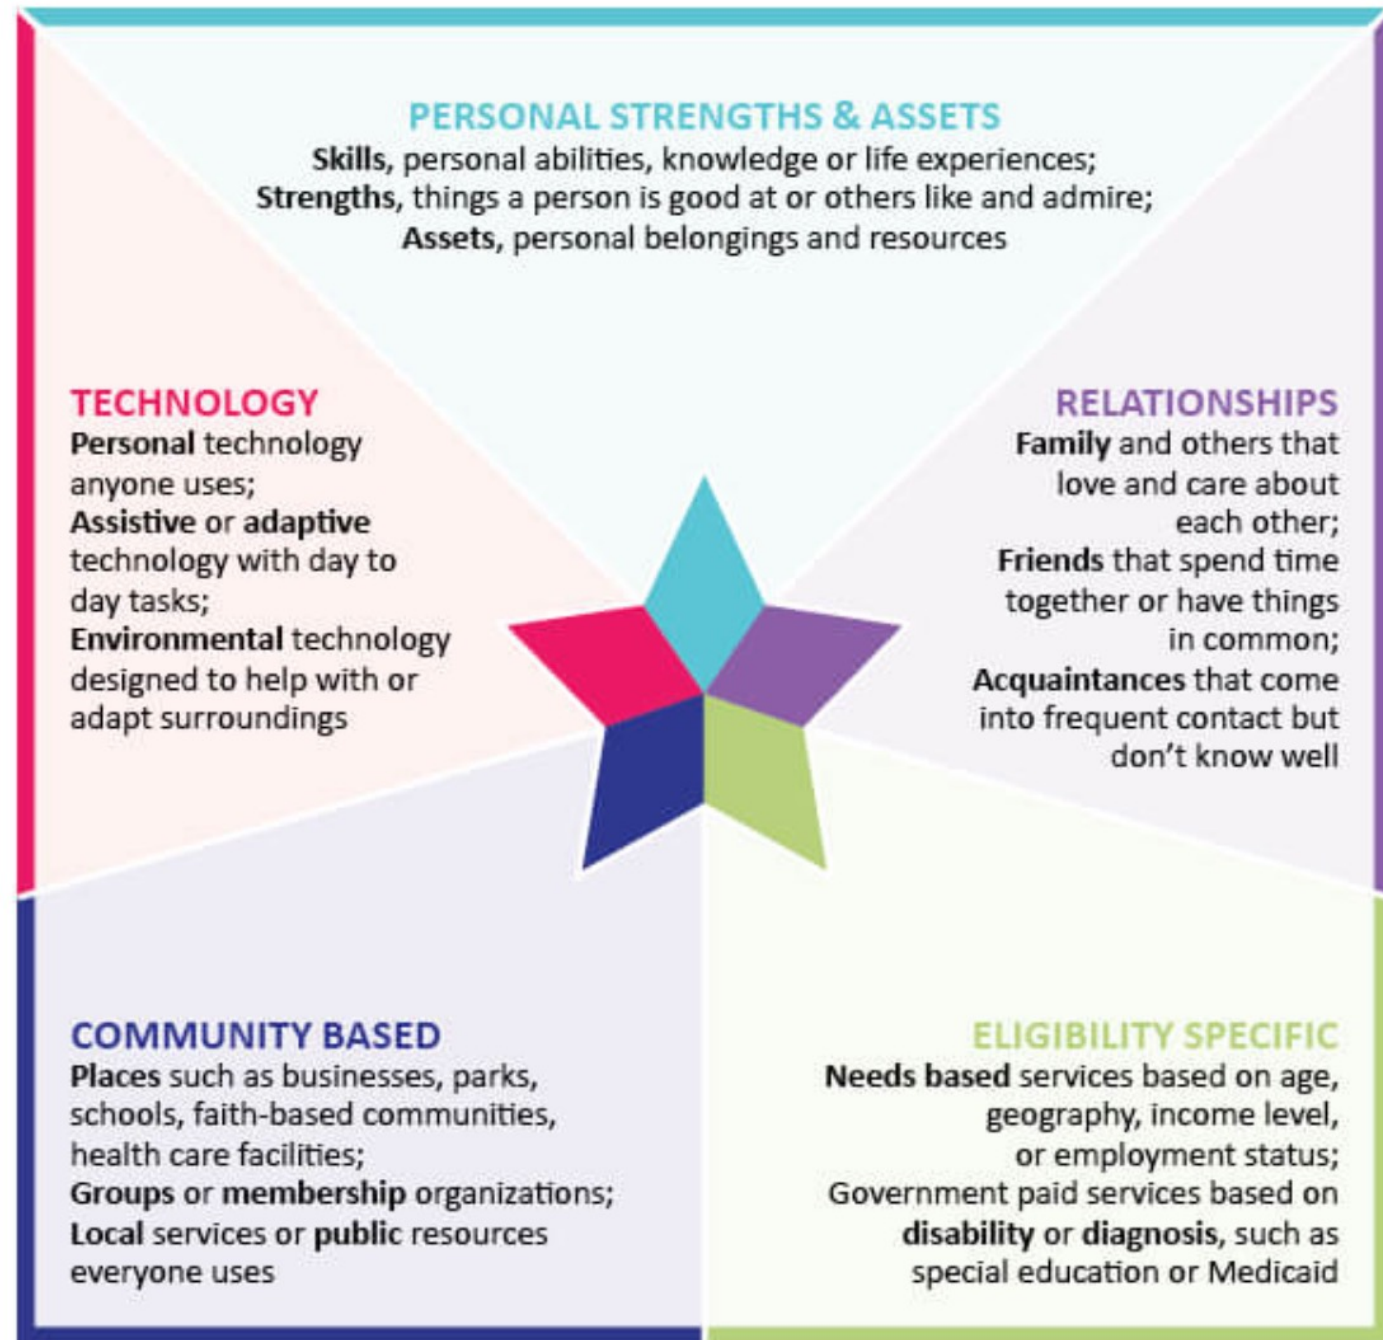 PERSONAL STRENGTHS & ASSETS
Skills, personal abilities, knowledge or life experiences;
Strengths, things a person is good at or others like and admire;
Assets, personal belongings and resources
TECHNOLOGY
Personal technology
anyone uses;
Assistive or adaptive
technology with day to
day tasks;
Environmental technology
designed to help with or
adapt surroundings
RELATIONSHIPS
Family and others that
love and care about
each other;
Friends that spend time
together or have things
in common;
Acquaintances that come
into frequent contact but
don't know well
COMMUNITY BASED
Places such as businesses, parks,
schools, faith-based communities,
health care facilities;
Groups or membership organizations;
Local services or public resources
everyone uses
ELIGIBILITY SPECIFIC
Needs based services based on age,
geography, income level,
or employment status;
Government paid services based on
disability or diagnosis, such as
special education or Medicaid